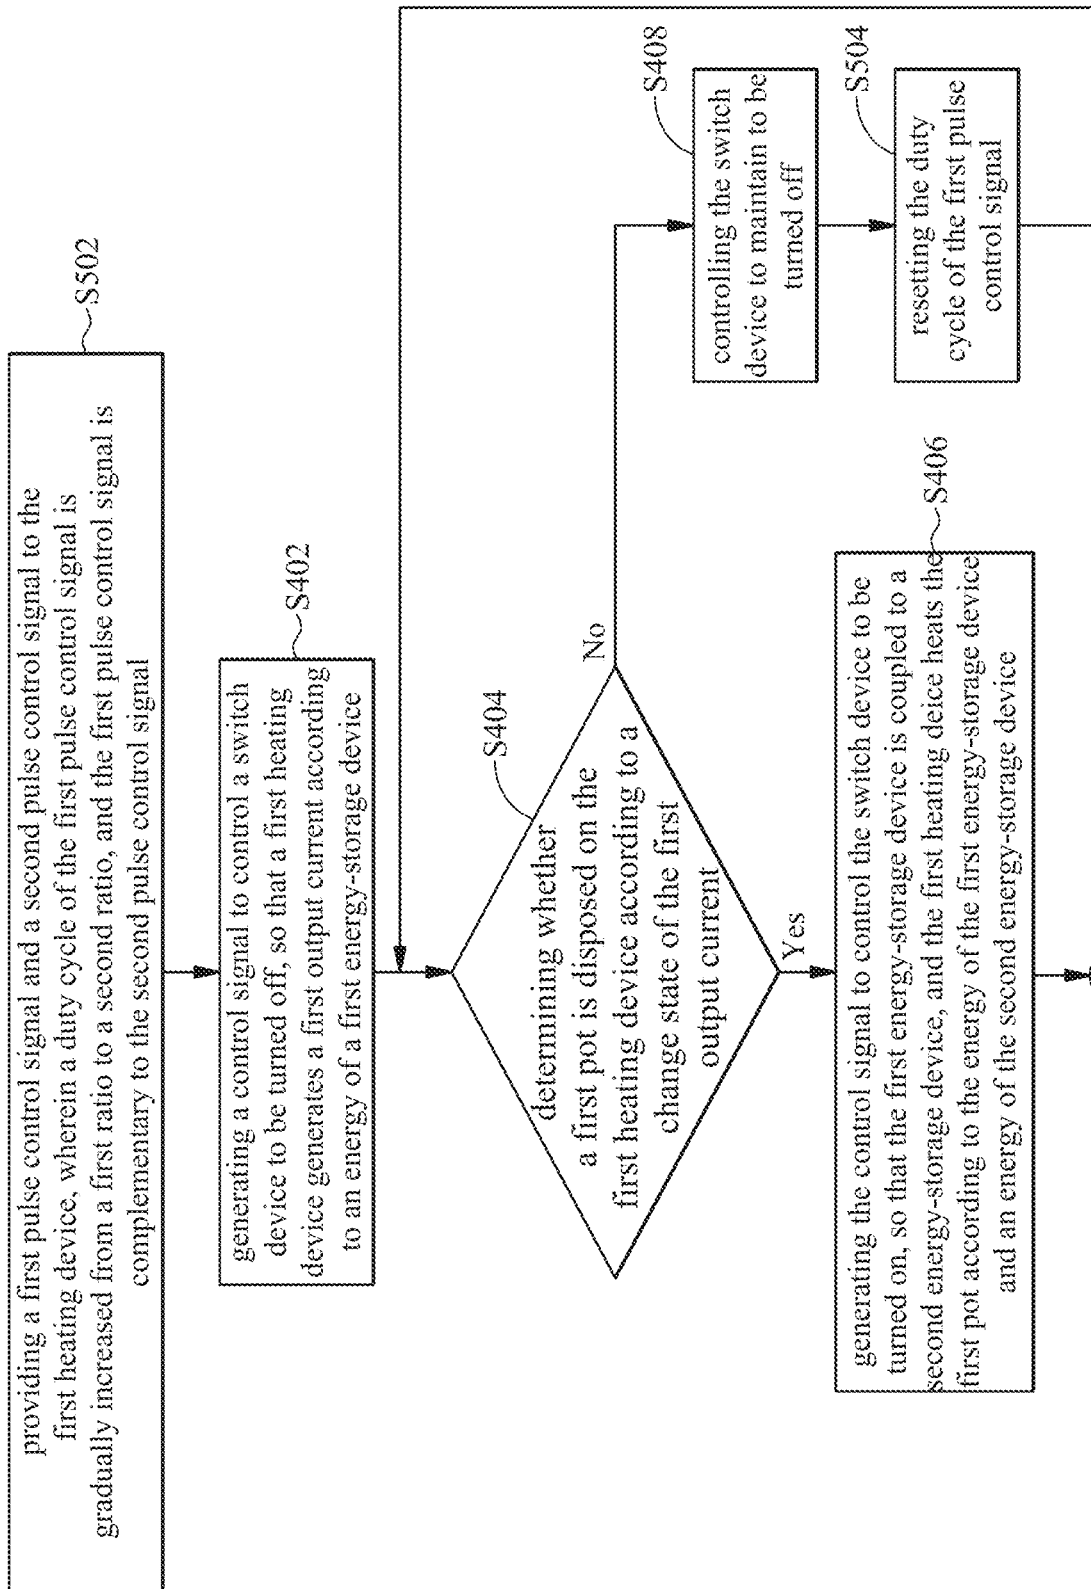 providing a first pulse control signal and a second pulse control signal to the
first heating device, wherein a duty cycle of the first pulse control signal is
gradually increased from a first ratio to a second ratio, and the first pulse control signal is
complementary to the second pulse control signal
S502
generating a control signal to control a switch
device to be turned off, so that a first heating
device generates a first output current according
to an energy of a first energy-storage device
S402
determining whether
a first pot is disposed on the
first heating device according to a
change state of the first
output current
S404
No
Yes
controlling the switch
device to maintain to be
turned off
S408
resetting the duty
cycle of the first pulse
control signal
S504
generating the control signal to control the switch device to be
turned on, so that the first energy-storage device is coupled to a
second energy-storage device, and the first heating deice heats the
first pot according to the energy of the first energy-storage device
and an energy of the second energy-storage device
S406